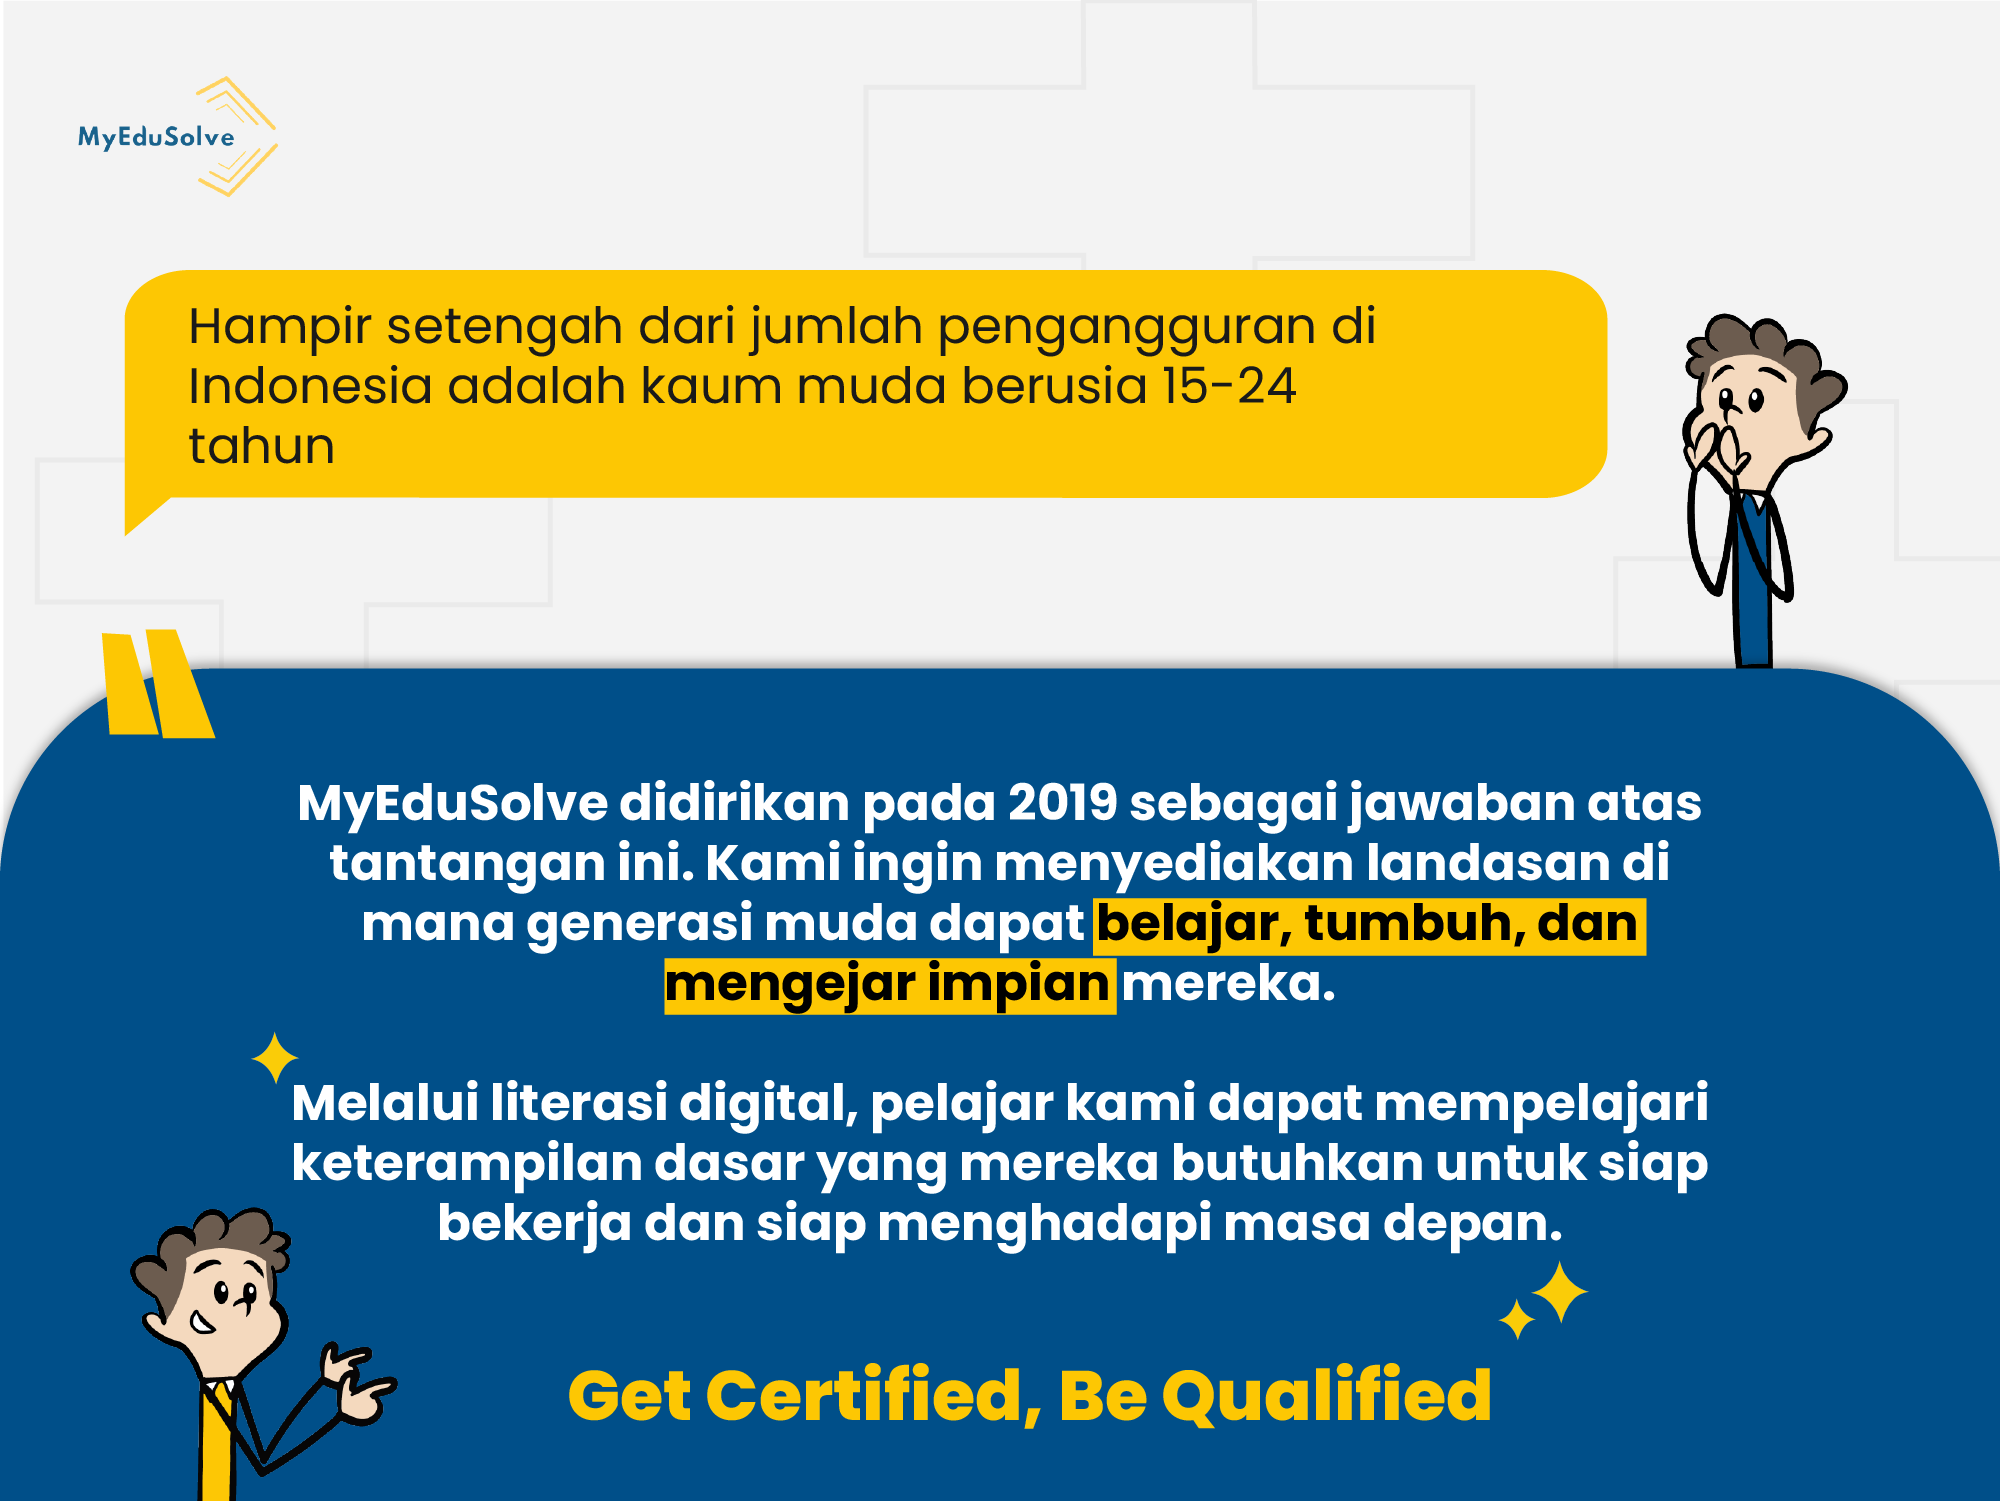 MyEduSolve
Hampir setengah dari jumlah pengangguran di
Indonesia adalah kaum muda berusia 15-24
tahun
MyEduSolve didirikan pada 2019 sebagai jawaban atas
tantangan ini. Kami ingin menyediakan landasan di
mana generasi muda dapat belajar, tumbuh, dan
mengejar impian mereka.
Melalui literasi digital, pelajar kami dapat mempelajari
keterampilan dasar yang mereka butuhkan untuk siap
bekerja dan siap menghadapi masa depan.
Get Certified, Be Qualified